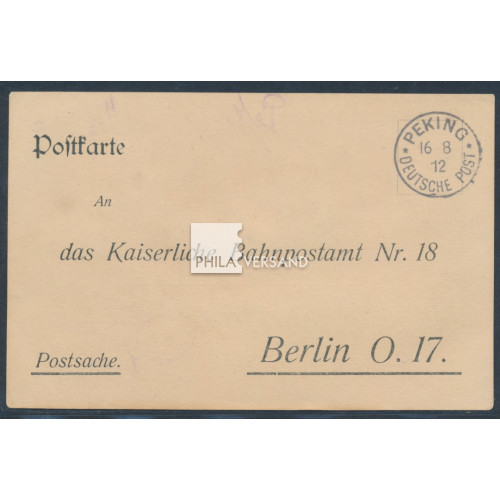 Postkarte
* PEKING *
16 8
12
DEUTSCHE POST
An
das Kaiserliche Bahnpostamt Nr. 18
PHILA VERSAND
Berlin O. 17.
Postsache.